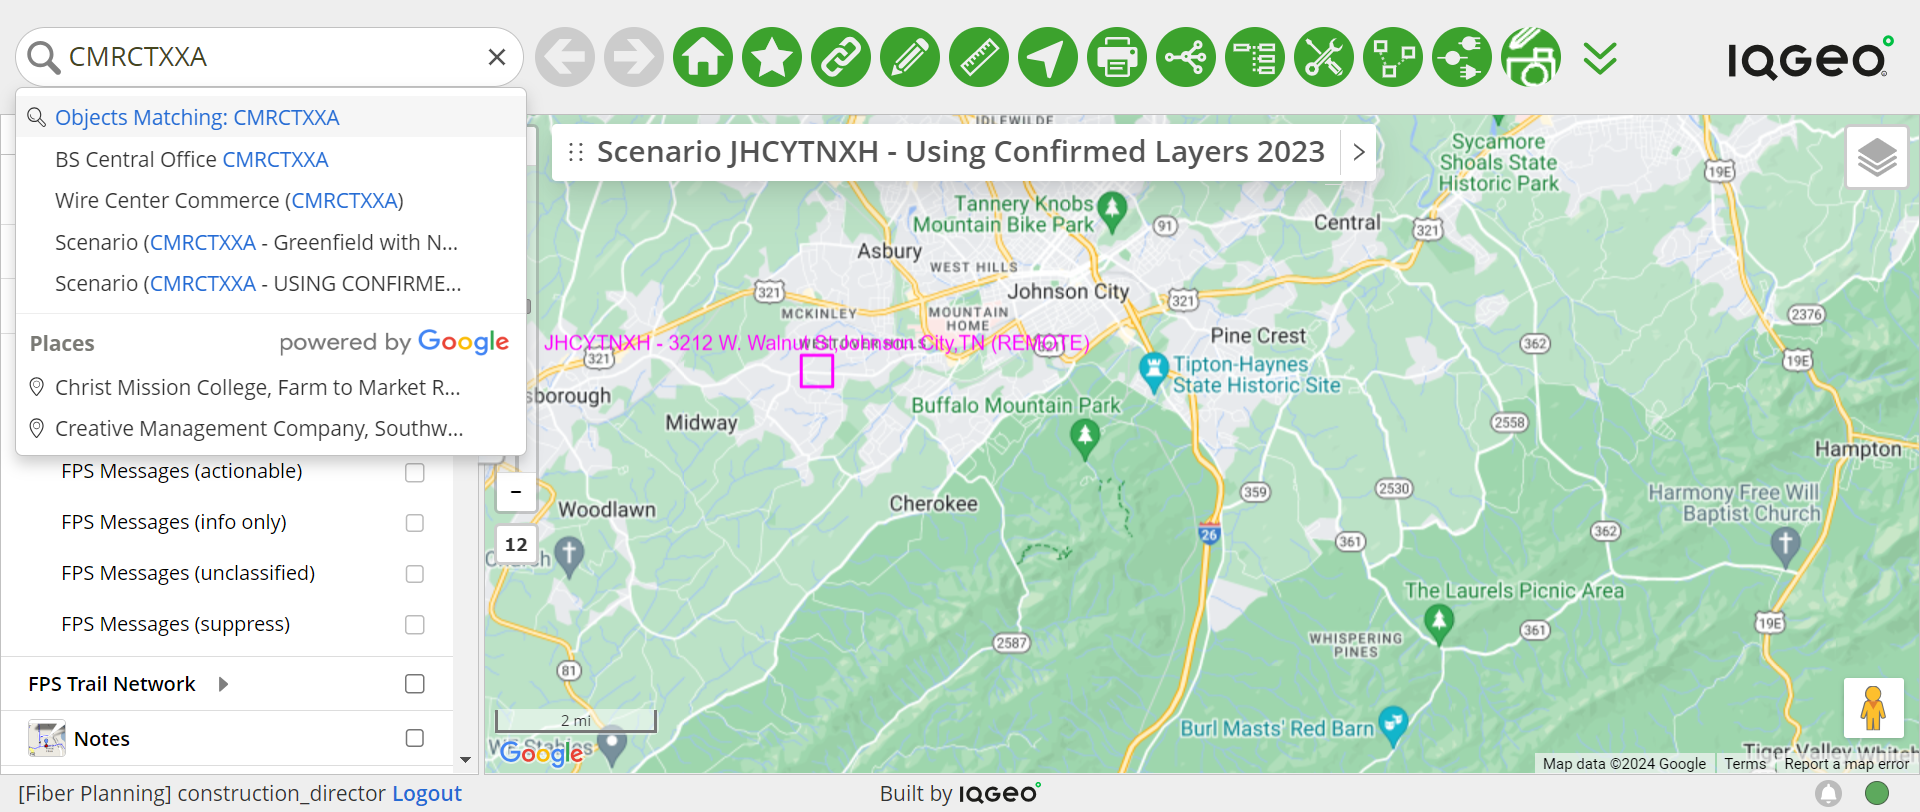 CMRCTXXA
IQGEO
Objects Matching: CMRCTXXA
BS Central Office CMRCTXXA
Wire Center Commerce (CMRCTXXA)
Scenario (CMRCTXXA - Greenfield with N...
Scenario (CMRCTXXA - USING CONFIRME...
Places
powered by Google
Christ Mission College, Farm to Market R...
Creative Management Company, Southw...
FPS Messages (actionable)
FPS Messages (info only)
FPS Messages (unclassified)
FPS Messages (suppress)
FPS Trail Network
Notes
Scenario JHCYTNXH - Using Confirmed Layers 2023
IDLEWILDE
Sycamore
Shoals State
Historic Park
19E
Tannery Knobs
Mountain Bike Park
91
Central
321
Asbury
WEST HILLS
321
Johnson City
321
MCKINLEY
MOUNTAIN
HOME
2376
Pine Crest
362
JHCYTNXH - 3212 W. Walnut St,Johnson City,TN (REMOTE)
321
19E
Tipton-Haynes
State Historic Site
sborough
Buffalo Mountain Park
Midway
2558
Hampton
-
359
2530
Harmony Free Will
Baptist Church
Woodlawn
Cherokee
26
362
361
12
Church
The Laurels Picnic Area
19E
361
WHISPERING
PINES
2587
81
2 mi
Burl Masts' Red Barn
Google
Tiger Valley
Map data ©2024 Google
Terms
Report a map error
[Fiber Planning] construction_director Logout
Built by IQGEO